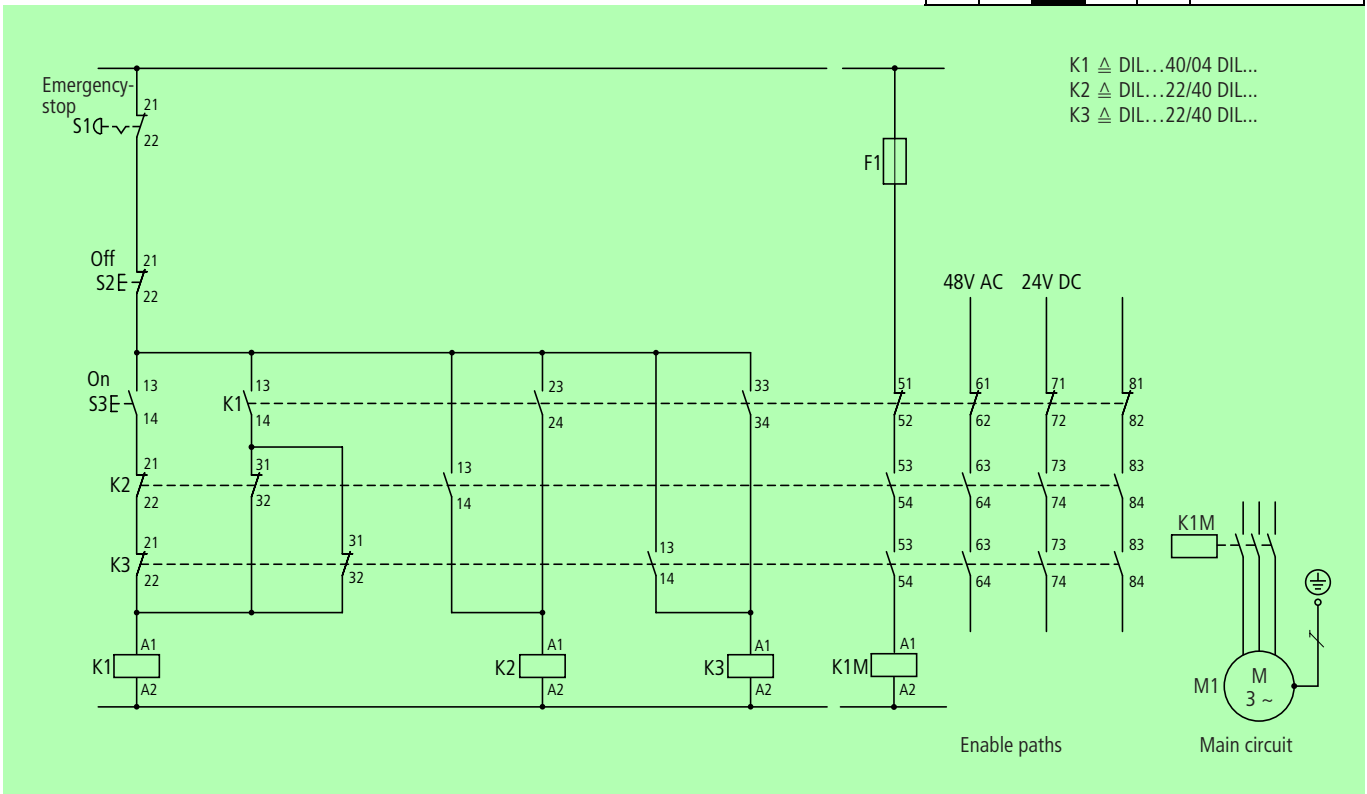 K1 ≙ DIL…40/04 DIL...
K2 ≙ DIL…22/40 DIL...
K3 ≙ DIL…22/40 DIL...
Emergency-
stop
S1
21
22
F1
Off
S2
21
22
48V AC 24V DC
On
S3
13
14
K1
13
14
23
24
33
34
51
52
61
62
71
72
81
82
K2
21
22
31
32
13
14
53
54
63
64
73
74
83
84
K3
21
22
31
32
13
14
53
54
63
64
73
74
83
84
K1
A1
A2
K2
A1
A2
K3
A1
A2
K1M
A1
A2
K1M
M1
M
3 ~
Enable paths
Main circuit